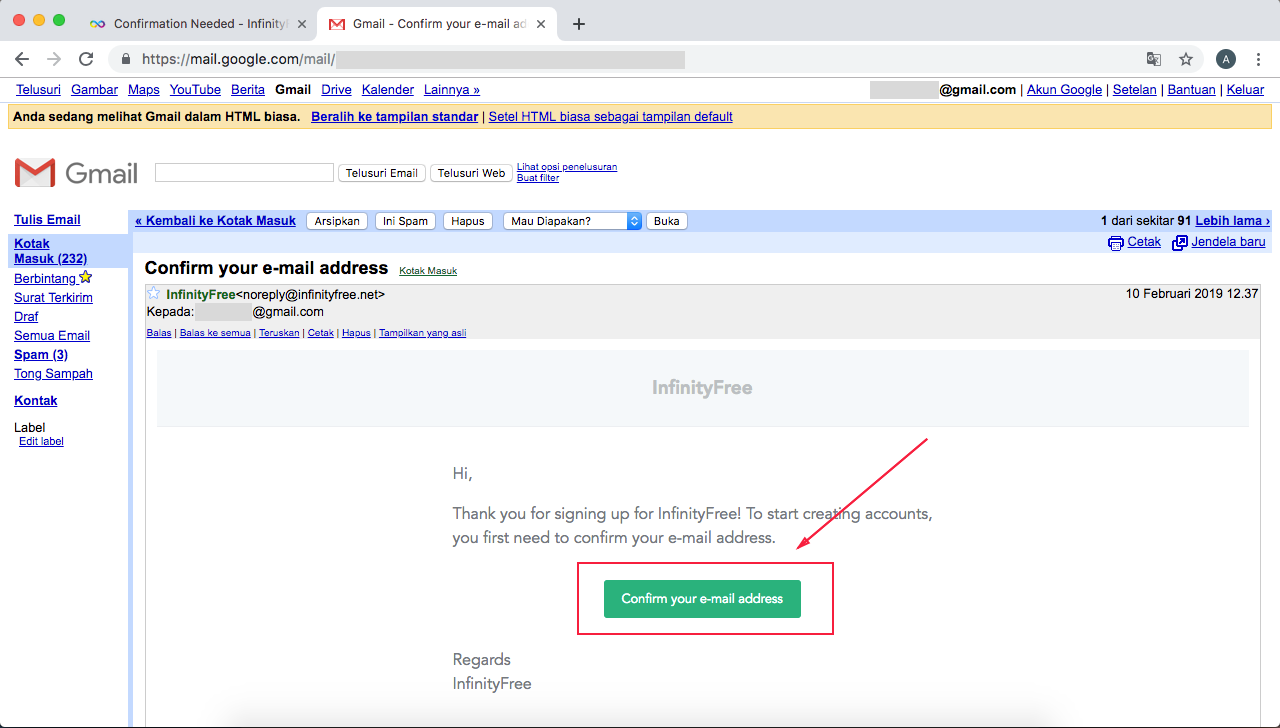 Confirmation Needed - Infinity
Gmail - Confirm your e-mail ad
https://mail.google.com/mail/
A
Telusuri Gambar Maps YouTube Berita Gmail Drive Kalender Lainnya »
@gmail.com | Akun Google | Setelan | Bantuan | Keluar
Anda sedang melihat Gmail dalam HTML biasa. Beralih ke tampilan standar | Setel HTML biasa sebagai tampilan default
Gmail
Telusuri Email
Telusuri Web
Lihat opsi penelusuran
Buat filter
Tulis Email
Kotak
Masuk (232)
Berbintang
Surat Terkirim
Draf
Semua Email
Spam (3)
Tong Sampah
Kontak
Label
Edit label
« Kembali ke Kotak Masuk Arsipkan Ini Spam Hapus Mau Diapakan? Buka
1 dari sekitar 91 Lebih lama ›
Cetak Jendela baru
Confirm your e-mail address Kotak Masuk
InfinityFree<noreply@infinityfree.net>
10 Februari 2019 12.37
Kepada: @gmail.com
Balas | Balas ke semua | Teruskan | Cetak | Hapus | Tampilkan yang asli
InfinityFree
Hi,
Thank you for signing up for InfinityFree! To start creating accounts,
you first need to confirm your e-mail address.
Confirm your e-mail address
Regards
InfinityFree